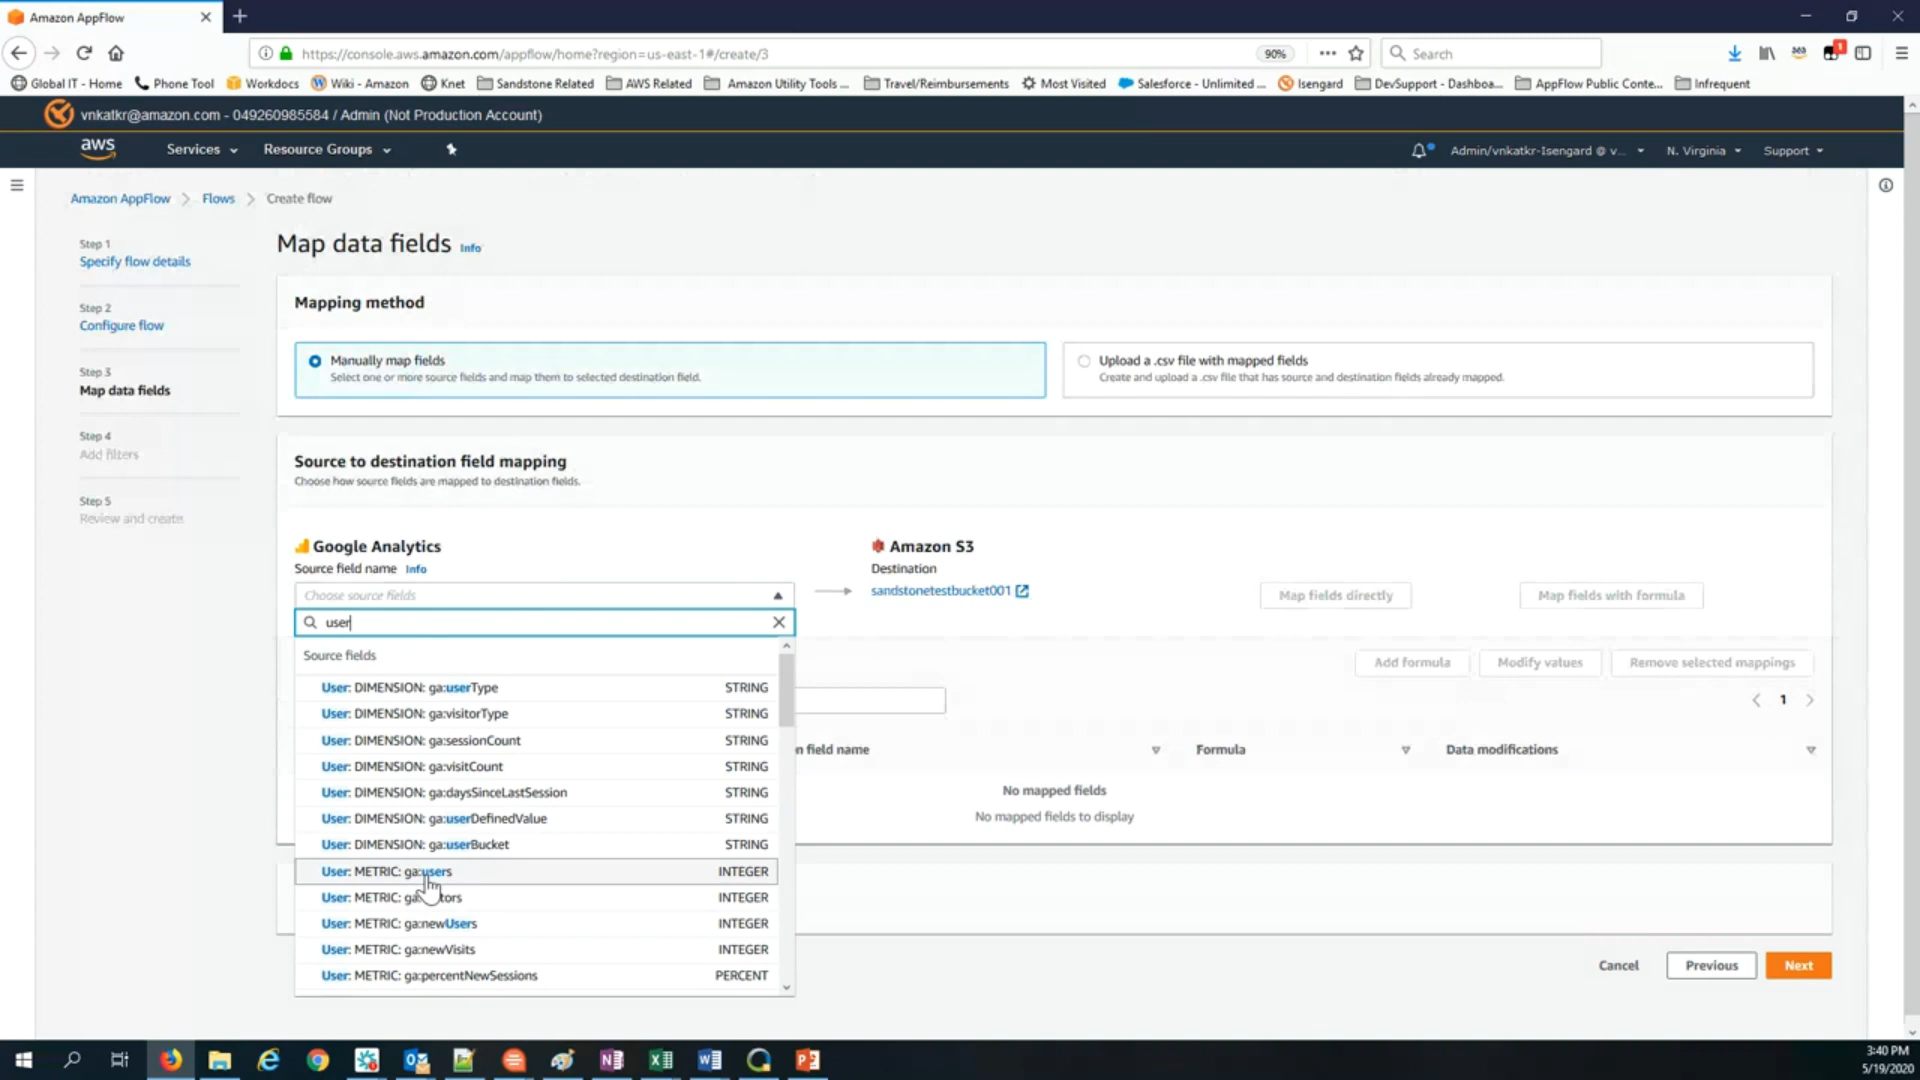 Amazon AppFlow
https://console.aws.amazon.com/appflow/home?region=us-east-1#/create/3
90%
Search
Global IT - Home
Phone Tool
Workdocs
Wiki - Amazon
Knet
Sandstone Related
AWS Related
Amazon Utility Tools ...
Travel/Reimbursements
Most Visited
Salesforce - Unlimited ...
Isengard
DevSupport - Dashboa...
AppFlow Public Conte...
Infrequent
vnkatkr@amazon.com - 049260985584 / Admin (Not Production Account)
aws
Services
Resource Groups
Admin/vnkatkr-Isengard @ v...
N. Virginia
Support
Amazon AppFlow
Flows
Create flow
Step 1
Specify flow details
Step 2
Configure flow
Step 3
Map data fields
Step 4
Add filters
Step 5
Review and create
Map data fields Info
Mapping method
Manually map fields
Select one or more source fields and map them to selected destination field.
Upload a .csv file with mapped fields
Create and upload a .csv file that has source and destination fields already mapped.
Source to destination field mapping
Choose how source fields are mapped to destination fields.
Google Analytics
Source field name Info
Choose source fields
user
Amazon S3
Destination
sandstonetestbucket001
Map fields directly
Map fields with formula
Source fields
User: DIMENSION: ga:userType STRING
User: DIMENSION: ga:visitorType STRING
User: DIMENSION: ga:sessionCount STRING
User: DIMENSION: ga:visitCount STRING
User: DIMENSION: ga:daysSinceLastSession STRING
User: DIMENSION: ga:userDefinedValue STRING
User: DIMENSION: ga:userBucket STRING
User: METRIC: ga:users INTEGER
User: METRIC: INTEGER
User: METRIC: ga:newUsers INTEGER
User: METRIC: ga:newVisits INTEGER
User: METRIC: ga:percentNewSessions PERCENT
Add formula
Modify values
Remove selected mappings
1
n field name
Formula
Data modifications
No mapped fields
No mapped fields to display
Cancel
Previous
Next
3:40 PM
5/19/2020